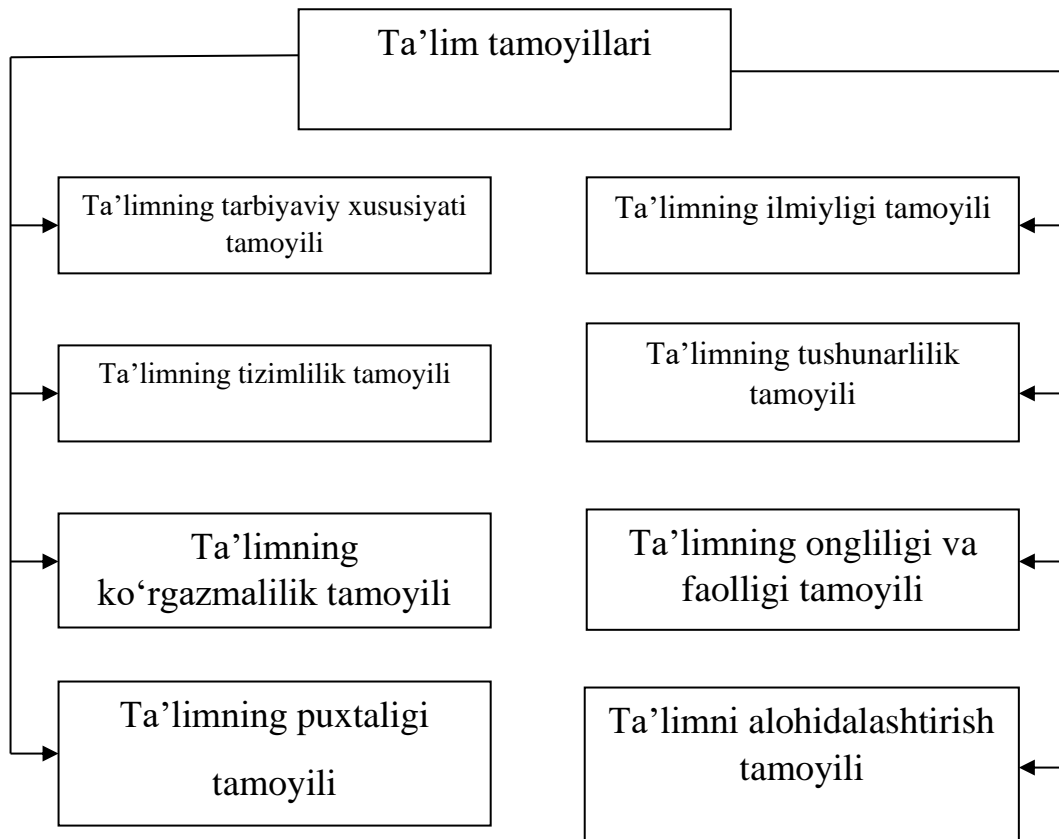 Ta’lim tamoyillari
Ta’limning tarbiyaviy xususiyati
tamoyili
Ta’limning ilmiyligi tamoyili
Ta’limning tizimlilik tamoyili
Ta’limning tushunarlilik
tamoyili
Ta’limning
ko‘rgazmalilik tamoyili
Ta’limning ongliligi va
faolligi tamoyili
Ta’limning puxtaligi
tamoyili
Ta’limni alohidalashtirish
tamoyili